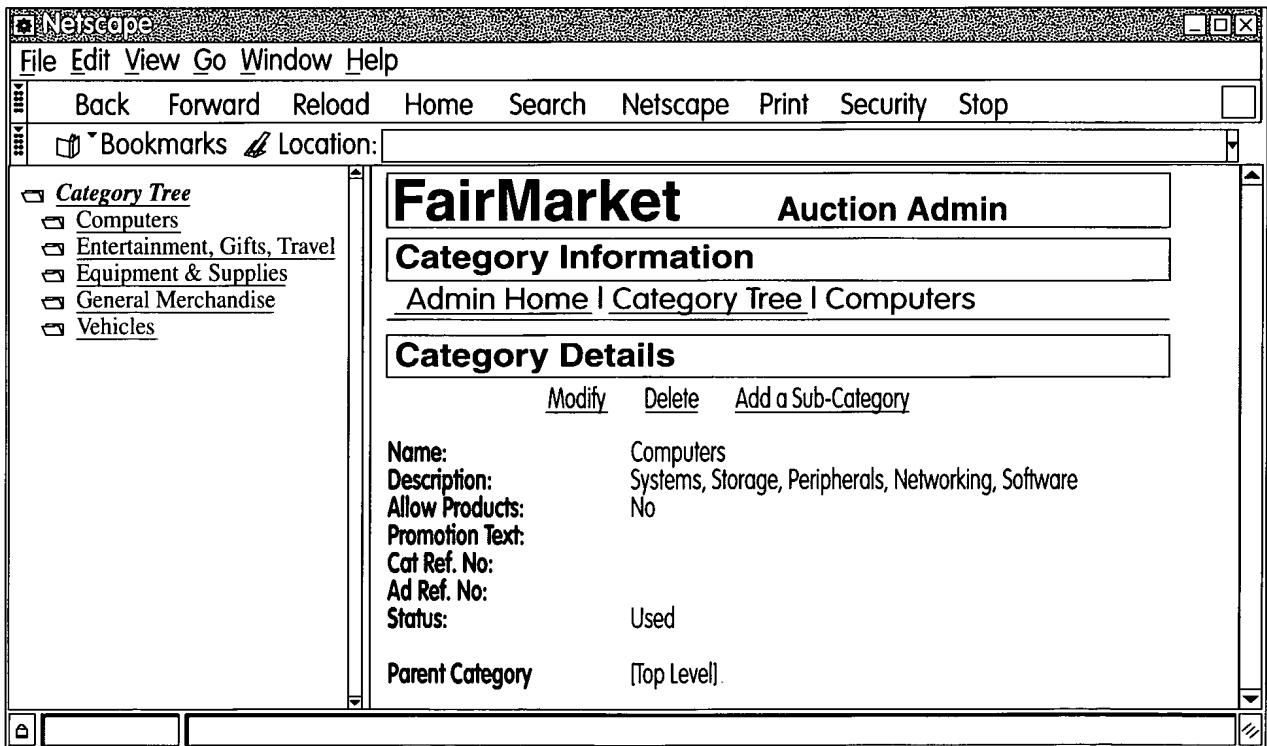 Netscape
File Edit View Go Window Help
Back Forward Reload Home Search Netscape Print Security Stop
Bookmarks Location:
Category Tree
Computers
Entertainment, Gifts, Travel
Equipment & Supplies
General Merchandise
Vehicles
FairMarket Auction Admin
Category Information
Admin Home | Category Tree | Computers
Category Details
Modify Delete Add a Sub-Category
Name: Computers
Description: Systems, Storage, Peripherals, Networking, Software
Allow Products: No
Promotion Text:
Cat Ref. No:
Ad Ref. No:
Status: Used
Parent Category [Top Level]